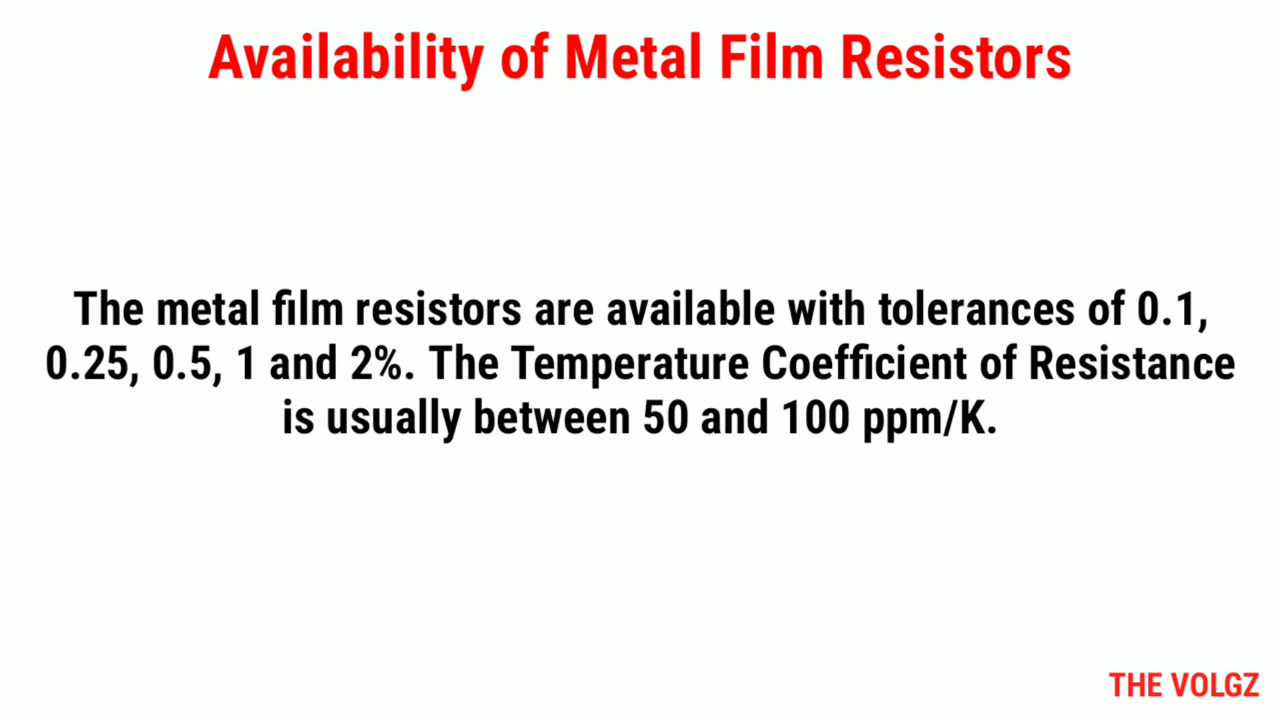 Availability of Metal Film Resistors
The metal film resistors are available with tolerances of 0.1,
0.25, 0.5, 1 and 2%. The Temperature Coefficient of Resistance
is usually between 50 and 100 ppm/K.
THE VOLGZ